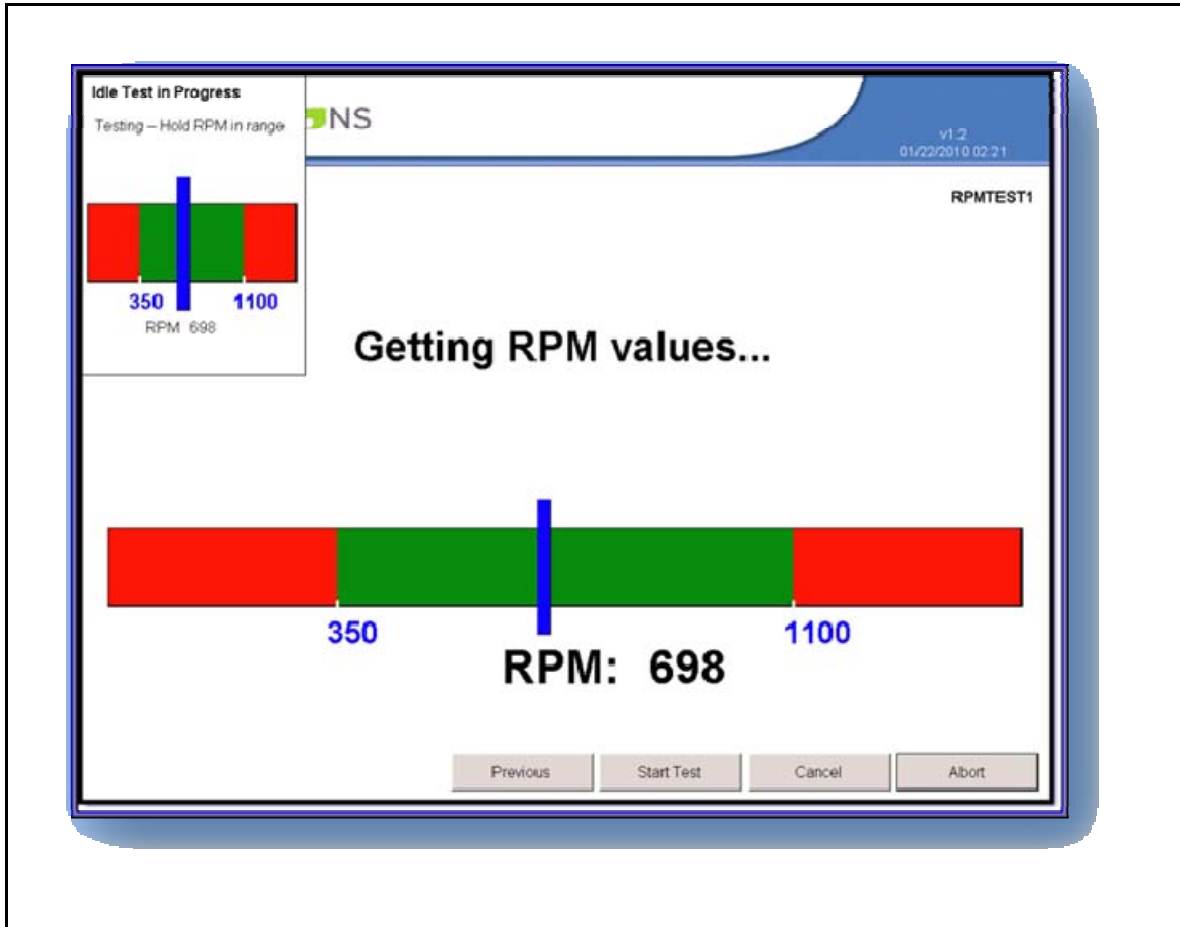 Idle Test in Progress
Testing – Hold RPM in range
350 1100
RPM 698
NS
v1.2
01/22/2010 02:21
RPMTEST1
Getting RPM values...
350 1100
RPM: 698
Previous Start Test Cancel Abort